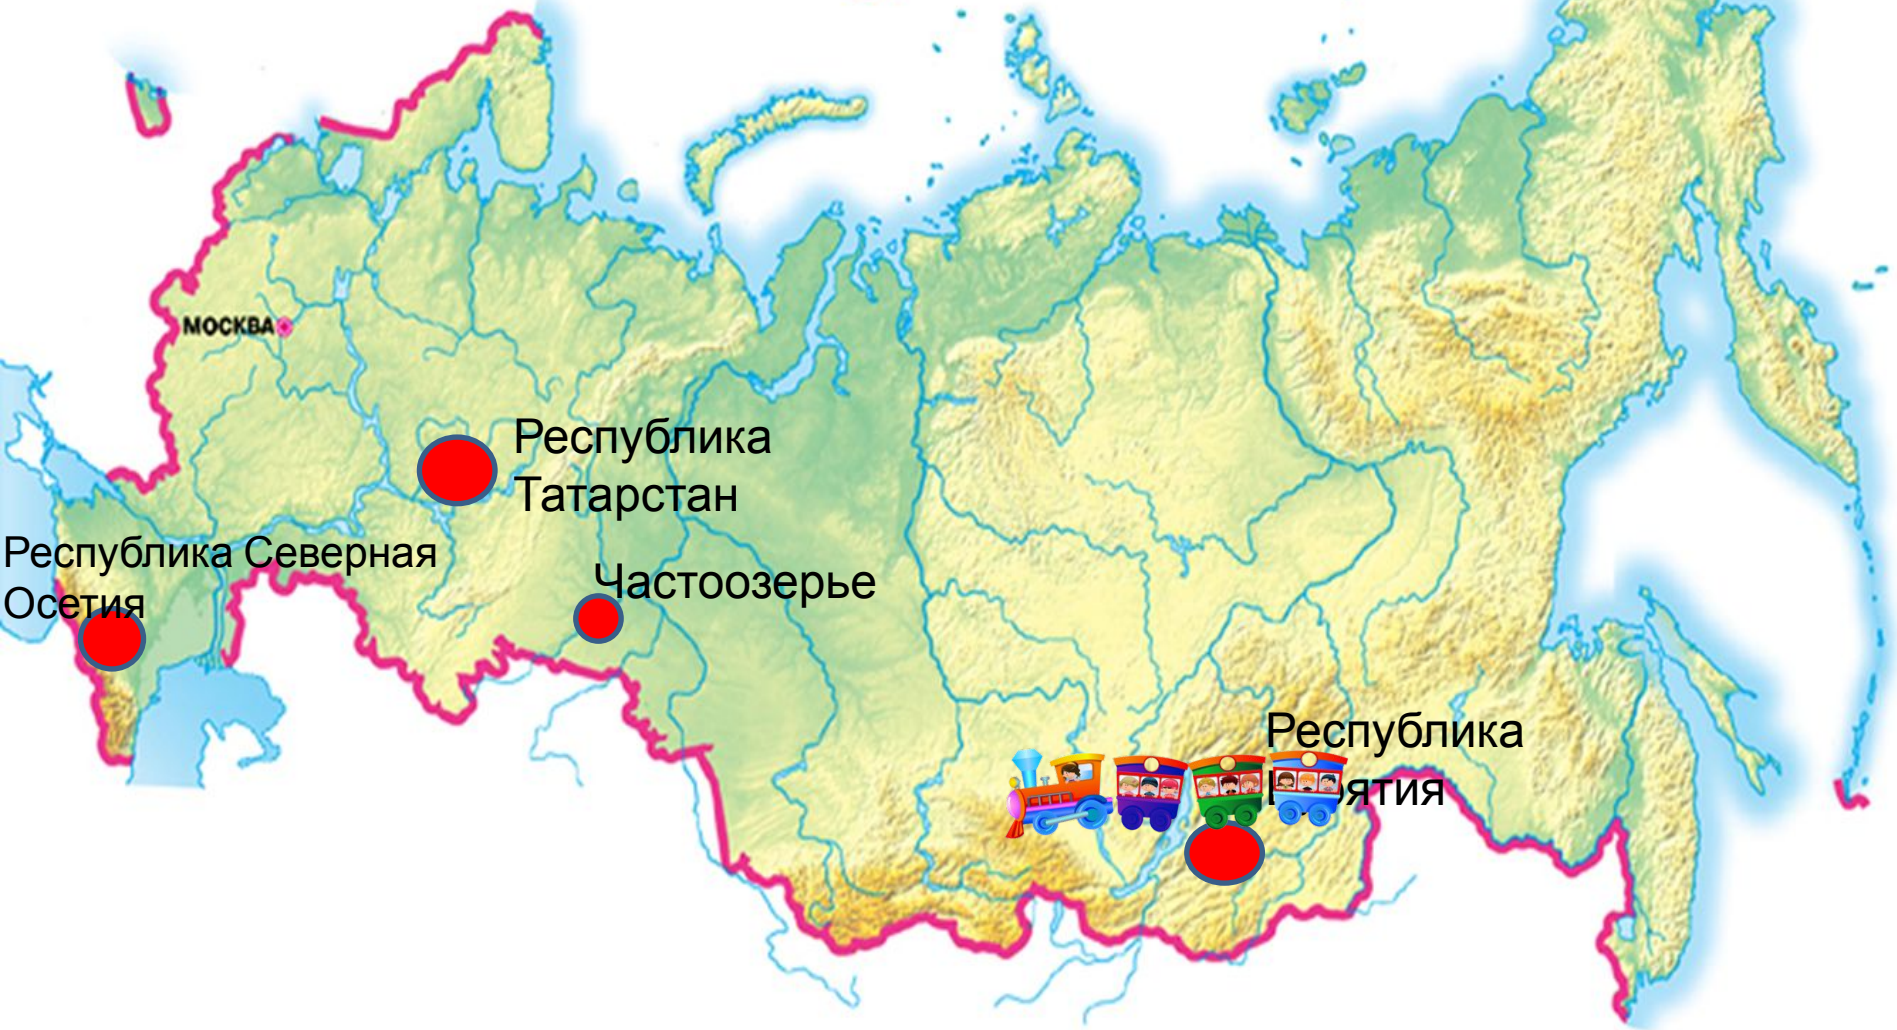 МОСКВА
Республика
Татарстан
Республика Северная
Осетия
Частоозерье
Республика